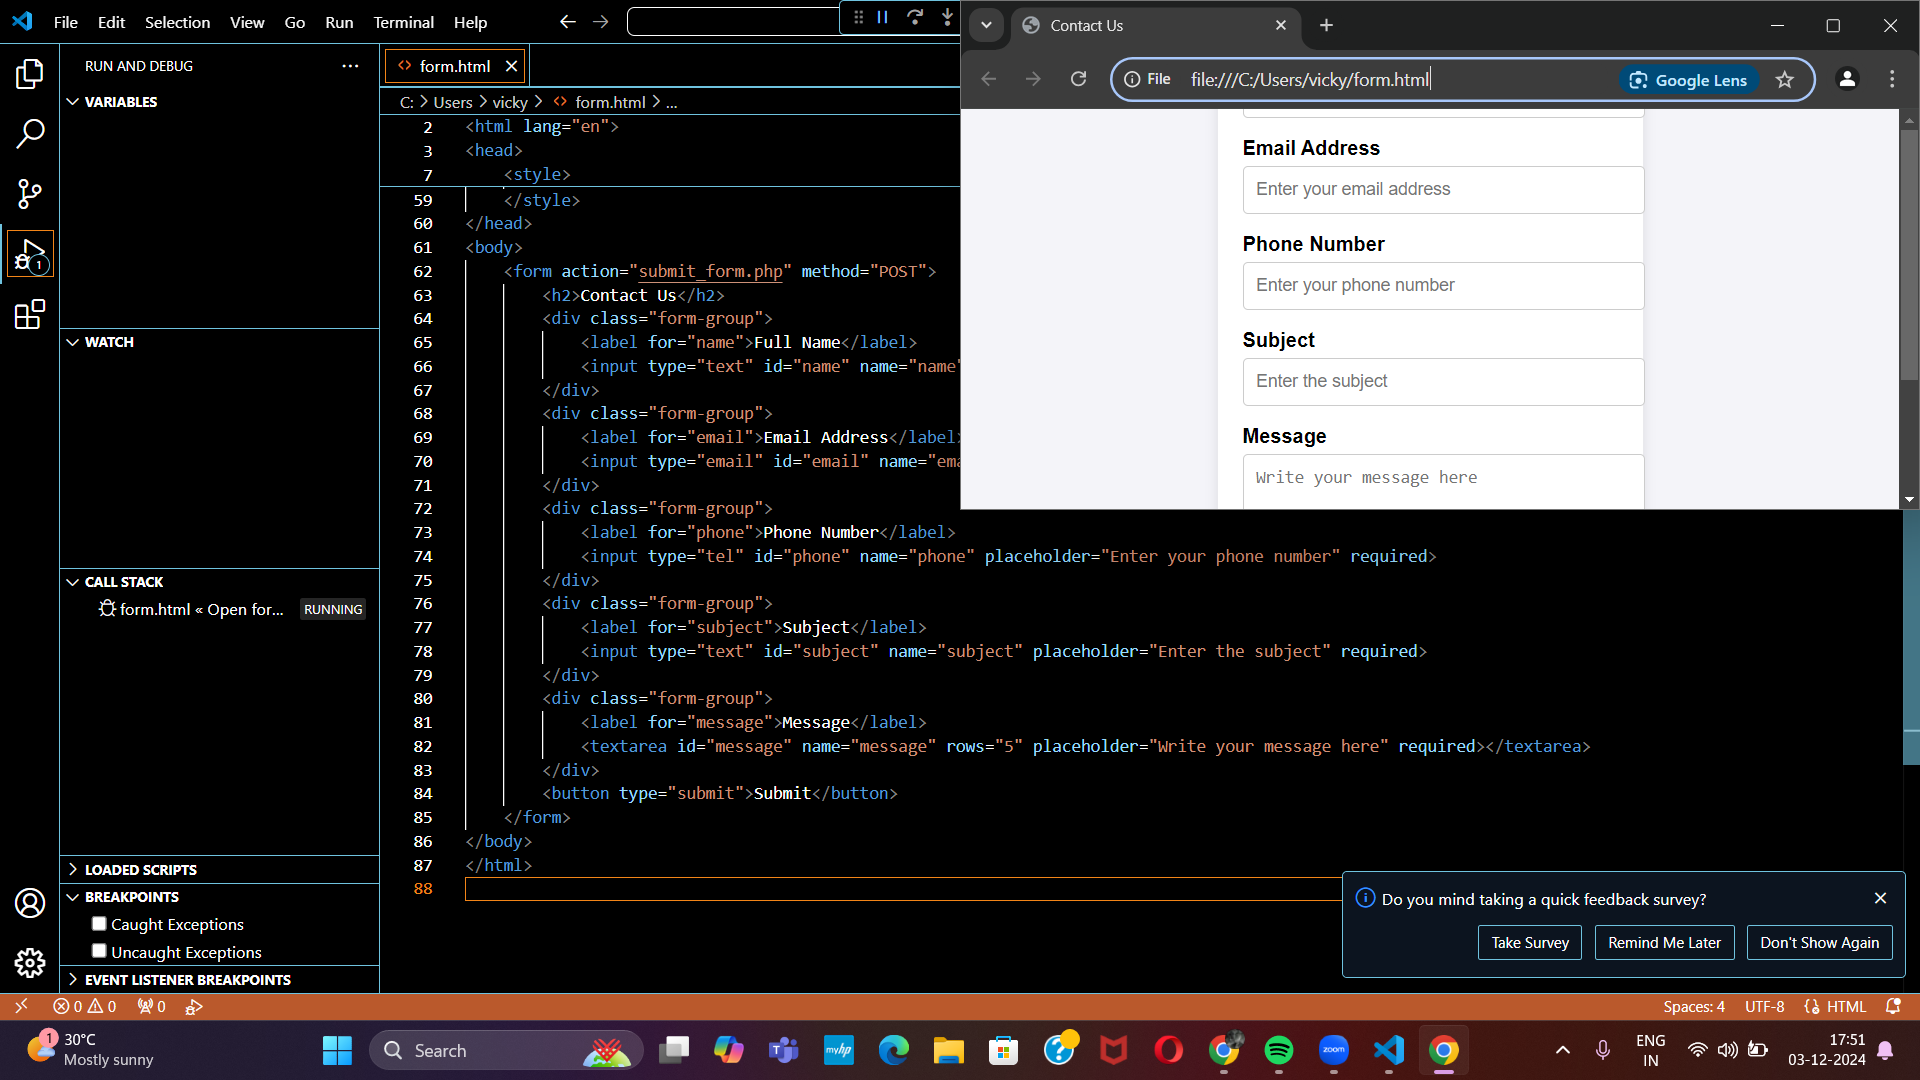 File Edit Selection View Go Run Terminal Help
RUN AND DEBUG
VARIABLES
WATCH
CALL STACK
form.html « Open for...
RUNNING
LOADED SCRIPTS
BREAKPOINTS
Caught Exceptions
Uncaught Exceptions
EVENT LISTENER BREAKPOINTS
1
form.html
C: > Users > vicky > form.html > ...
2 <html lang="en">
3 <head>
7 <style>
59 </style>
60 </head>
61 <body>
62 <form action="submit_form.php" method="POST">
63 <h2>Contact Us</h2>
64 <div class="form-group">
65 <label for="name">Full Name</label>
66 <input type="text" id="name" name="name"
67 </div>
68 <div class="form-group">
69 <label for="email">Email Address</label>
70 <input type="email" id="email" name="ema
71 </div>
72 <div class="form-group">
73 <label for="phone">Phone Number</label>
74 <input type="tel" id="phone" name="phone" placeholder="Enter your phone number" required>
75 </div>
76 <div class="form-group">
77 <label for="subject">Subject</label>
78 <input type="text" id="subject" name="subject" placeholder="Enter the subject" required>
79 </div>
80 <div class="form-group">
81 <label for="message">Message</label>
82 <textarea id="message" name="message" rows="5" placeholder="Write your message here" required></textarea>
83 </div>
84 <button type="submit">Submit</button>
85 </form>
86 </body>
87 </html>
88
Contact Us
File file:///C:/Users/vicky/form.html Google Lens
Email Address
Enter your email address
Phone Number
Enter your phone number
Subject
Enter the subject
Message
Write your message here
Do you mind taking a quick feedback survey?
Take Survey Remind Me Later Don't Show Again
0 0 0 Spaces: 4 UTF-8 HTML
1
30°C
Mostly sunny
Search
myhp
zoom
ENG
IN
17:51
03-12-2024